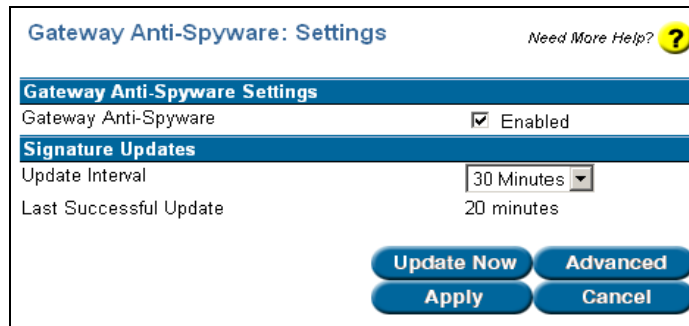 Gateway Anti-Spyware: Settings
Need More Help? ?
Gateway Anti-Spyware Settings
Gateway Anti-Spyware Enabled
Signature Updates
Update Interval 30 Minutes
Last Successful Update 20 minutes
Update Now Advanced
Apply Cancel